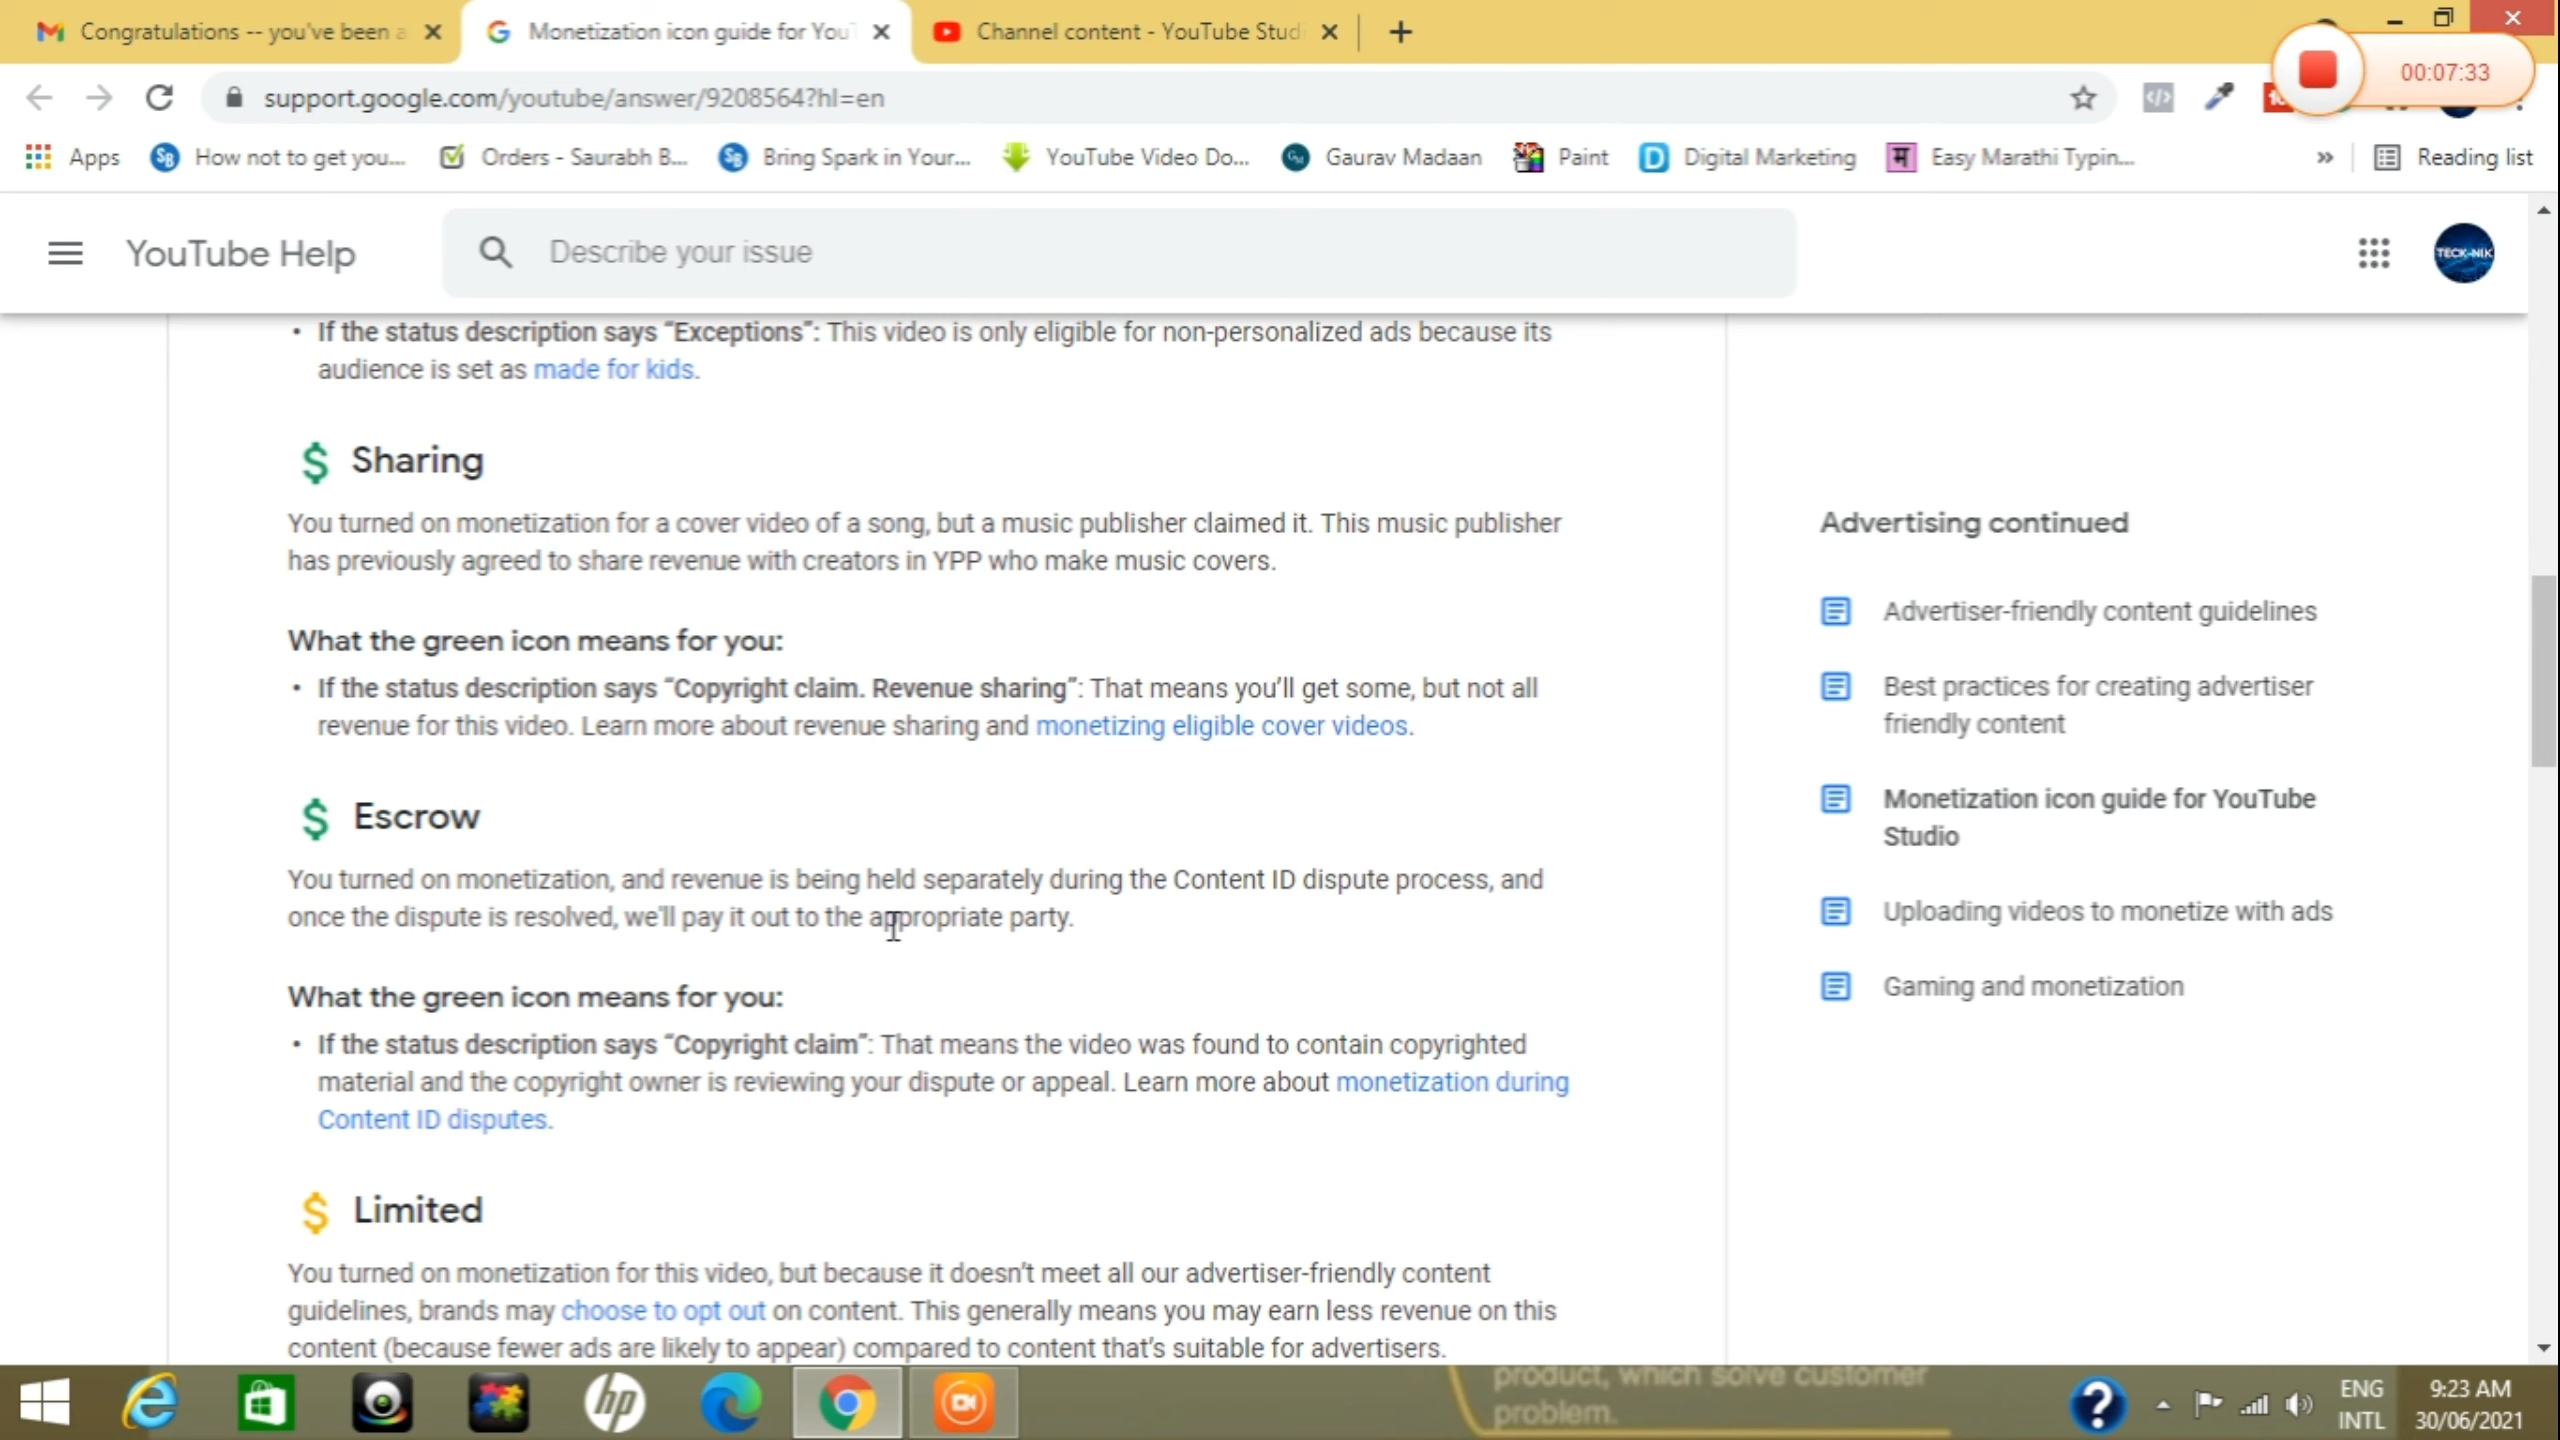 Congratulations -- you've been a
Monetization icon guide for You
Channel content - YouTube Stud
00:07:33
support.google.com/youtube/answer/9208564?hl=en
Apps
How not to get you...
Orders - Saurabh B...
Bring Spark in Your...
YouTube Video Do...
Gaurav Madaan
Paint
Digital Marketing
Easy Marathi Typin...
»
Reading list
YouTube Help
Describe your issue
TECK-NIK
• If the status description says “Exceptions”: This video is only eligible for non-personalized ads because its
audience is set as made for kids.
$ Sharing
You turned on monetization for a cover video of a song, but a music publisher claimed it. This music publisher
has previously agreed to share revenue with creators in YPP who make music covers.
What the green icon means for you:
• If the status description says “Copyright claim. Revenue sharing”: That means you’ll get some, but not all
revenue for this video. Learn more about revenue sharing and monetizing eligible cover videos.
$ Escrow
You turned on monetization, and revenue is being held separately during the Content ID dispute process, and
once the dispute is resolved, we'll pay it out to the appropriate party.
What the green icon means for you:
• If the status description says “Copyright claim”: That means the video was found to contain copyrighted
material and the copyright owner is reviewing your dispute or appeal. Learn more about monetization during
Content ID disputes.
$ Limited
You turned on monetization for this video, but because it doesn’t meet all our advertiser-friendly content
guidelines, brands may choose to opt out on content. This generally means you may earn less revenue on this
content (because fewer ads are likely to appear) compared to content that’s suitable for advertisers.
Advertising continued
Advertiser-friendly content guidelines
Best practices for creating advertiser
friendly content
Monetization icon guide for YouTube
Studio
Uploading videos to monetize with ads
Gaming and monetization
product, which solve customer
problem.
hp
ENG
INTL
9:23 AM
30/06/2021